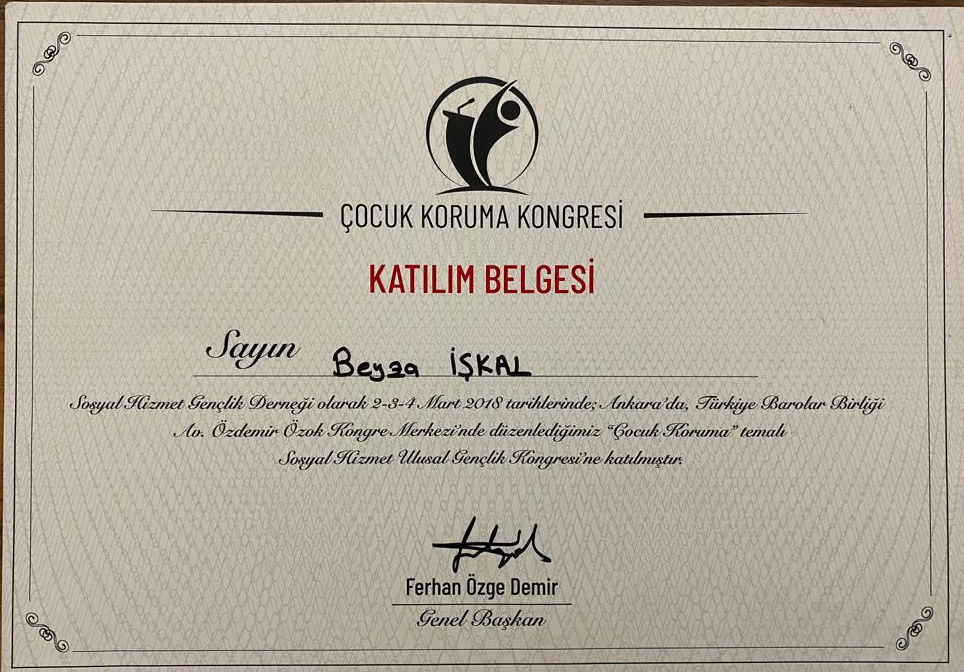 ÇOCUK KORUMA KONGRESİ
KATILIM BELGESİ
Sayın Beyza İŞKAL
Sosyal Hizmet Gençlik Derneği olarak 2-3-4 Mart 2018 tarihlerinde; Ankara'da, Türkiye Barolar Birliği
Av. Özdemir Özok Kongre Merkezi'nde düzenlediğimiz "Çocuk Koruma" temalı
Sosyal Hizmet Ulusal Gençlik Kongresi'ne katılmıştır.
Ferhan Özge Demir
Genel Başkan